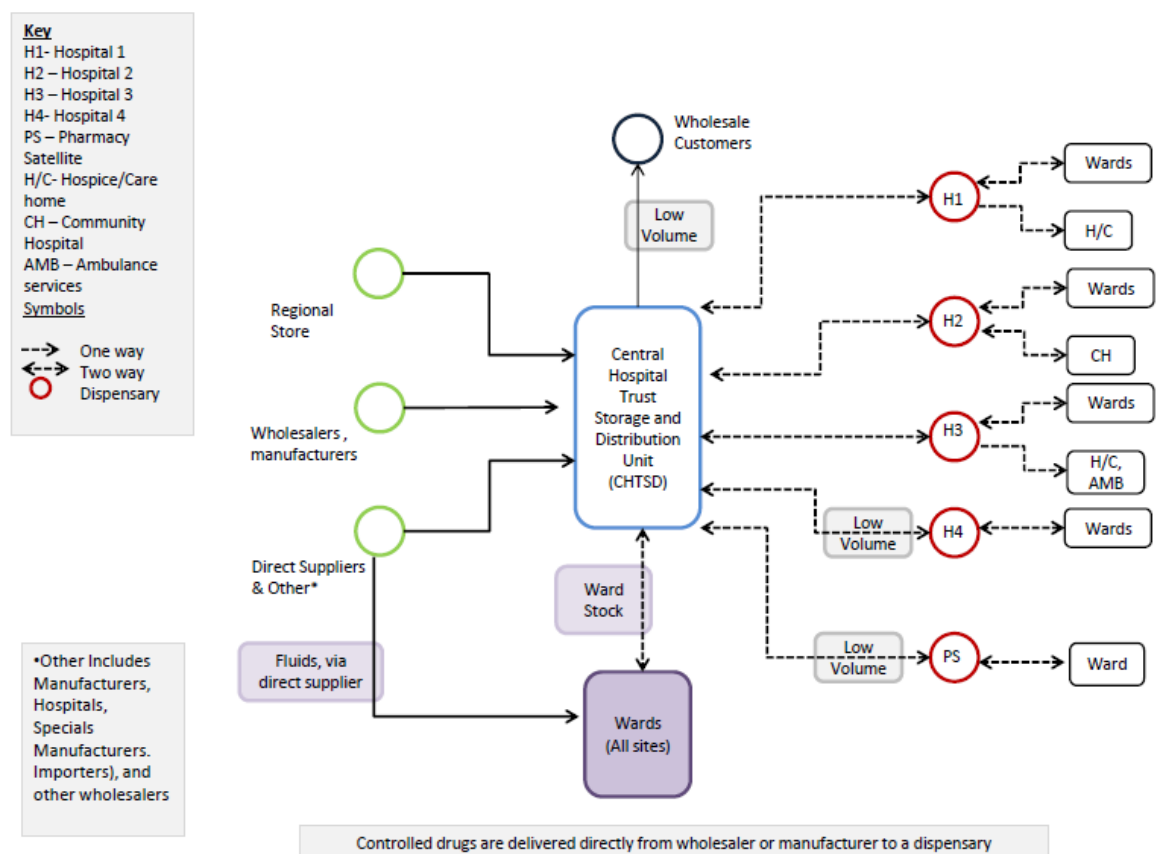 Key
H1- Hospital 1
H2 – Hospital 2
H3 – Hospital 3
H4- Hospital 4
PS – Pharmacy
Satellite
H/C- Hospice/Care
home
CH – Community
Hospital
AMB – Ambulance
services
Symbols
One way
Two way
Dispensary
Wholesale
Customers
Low
Volume
Regional
Store
Wholesalers ,
manufacturers
Direct Suppliers
& Other*
Central
Hospital
Trust
Storage and
Distribution
Unit
(CHTSD)
H1
Wards
H/C
H2
Wards
CH
H3
Wards
H/C,
AMB
Low
Volume
H4
Wards
Low
Volume
PS
Ward
Ward
Stock
Fluids, via
direct supplier
Wards
(All sites)
•Other Includes
Manufacturers,
Hospitals,
Specials
Manufacturers.
Importers), and
other wholesalers
Controlled drugs are delivered directly from wholesaler or manufacturer to a dispensary